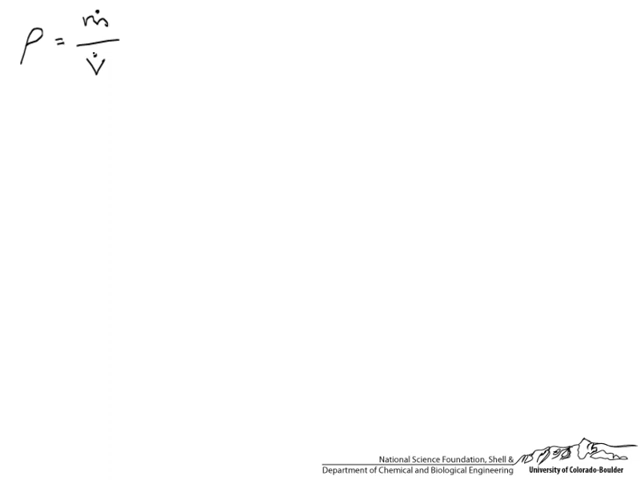 ρ = ṁ / V̇
National Science Foundation, Shell &
Department of Chemical and Biological Engineering
University of Colorado-Boulder